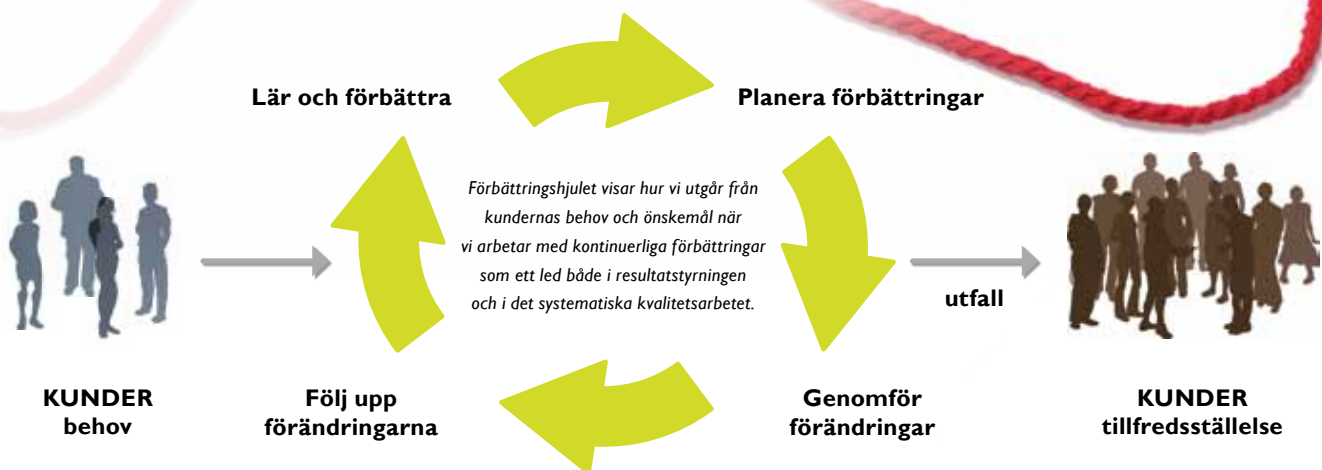 Lär och förbättra
Planera förbättringar
Förbättringshjulet visar hur vi utgår från
kundernas behov och önskemål när
vi arbetar med kontinuerliga förbättringar
som ett led både i resultatstyrningen
och i det systematiska kvalitetsarbetet.
utfall
KUNDER
behov
Följ upp
förändringarna
Genomför
förändringar
KUNDER
tillfredsställelse